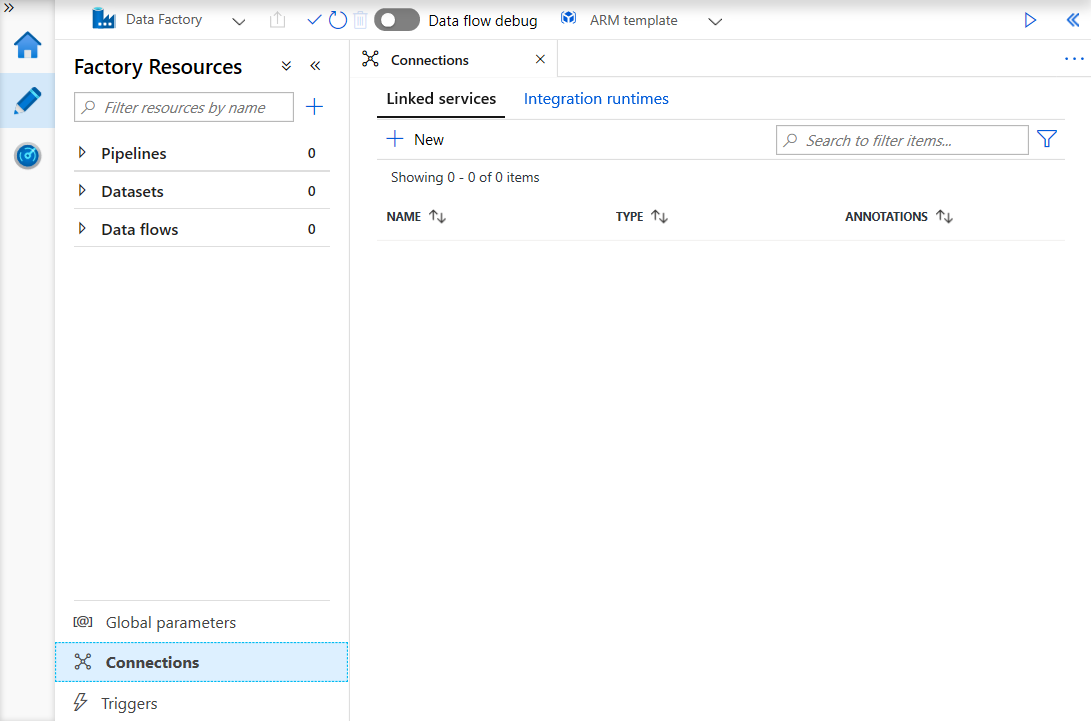 Data Factory
Data flow debug
ARM template
Factory Resources
Filter resources by name
Pipelines 0
Datasets 0
Data flows 0
[@] Global parameters
Connections
Triggers
Connections
Linked services Integration runtimes
New
Search to filter items...
Showing 0 - 0 of 0 items
NAME TYPE ANNOTATIONS